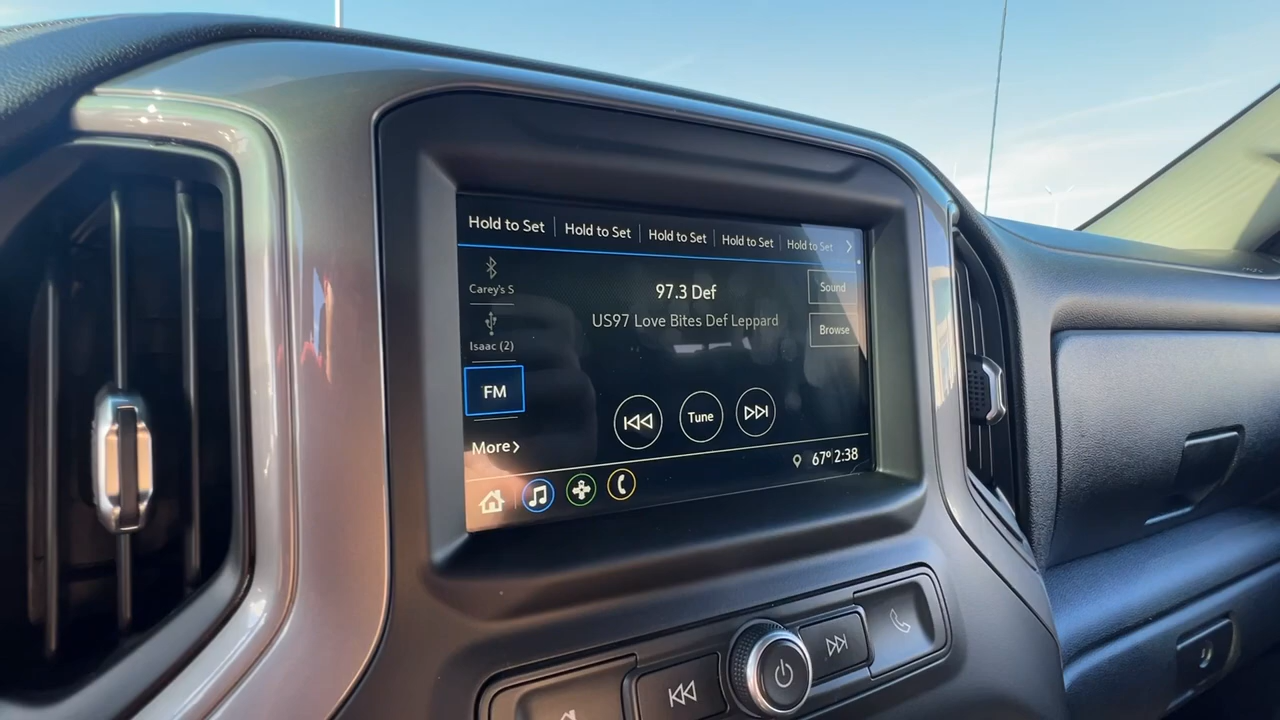 Hold to Set Hold to Set Hold to Set Hold to Set Hold to Set
Carey's S
97.3 Def
Sound
US97 Love Bites Def Leppard
Browse
Isaac (2)
FM
Tune
More
67° 2:38